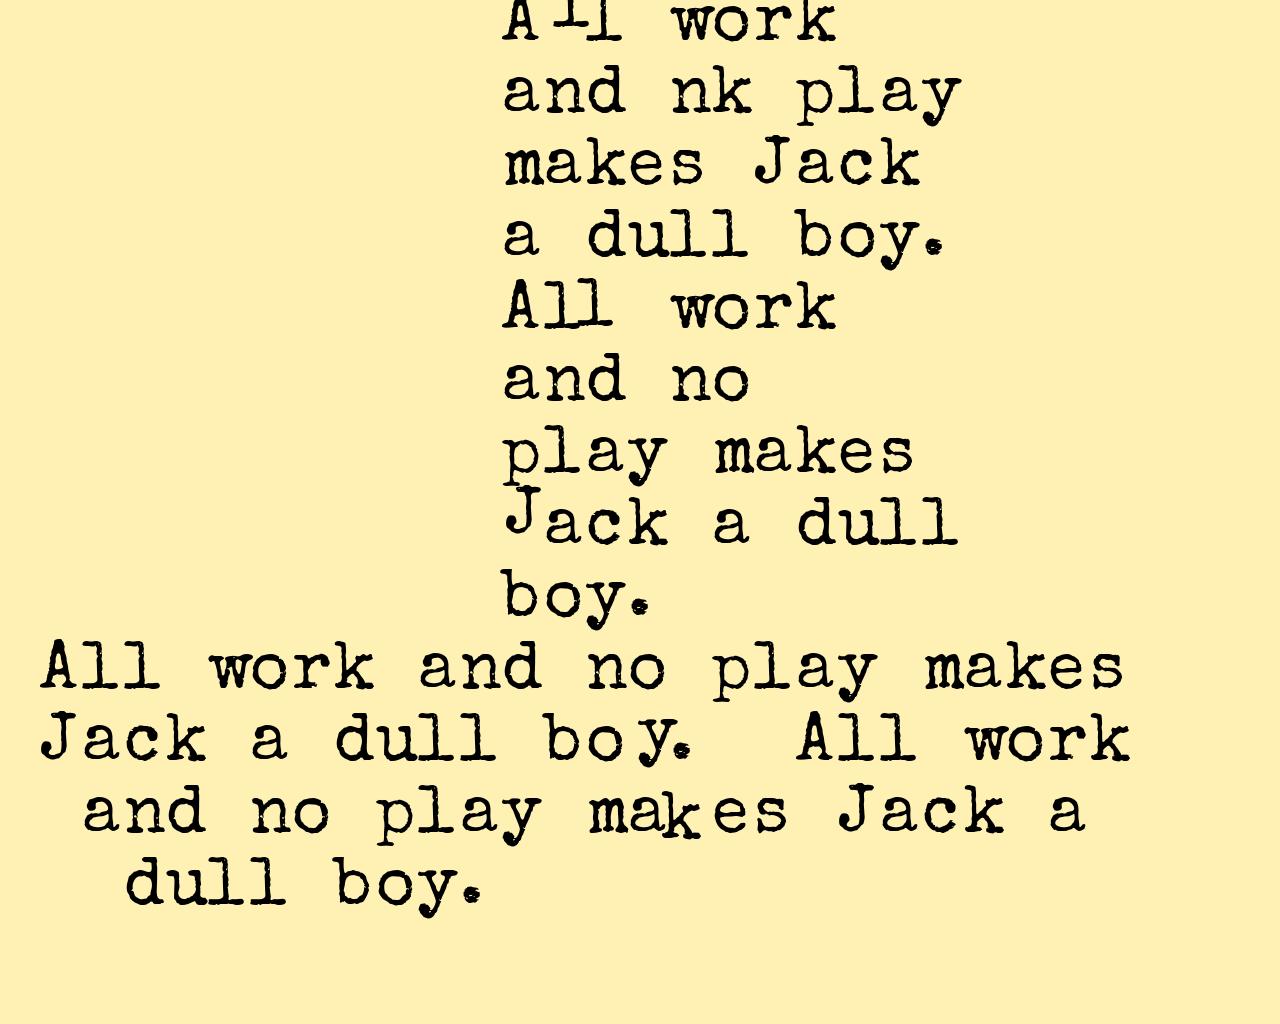 All work
and nk play
makes Jack
a dull boy.
All work
and no
play makes
Jack a dull
boy.
All work and no play makes
Jack a dull boy.  All work
and no play makes Jack a
dull boy.